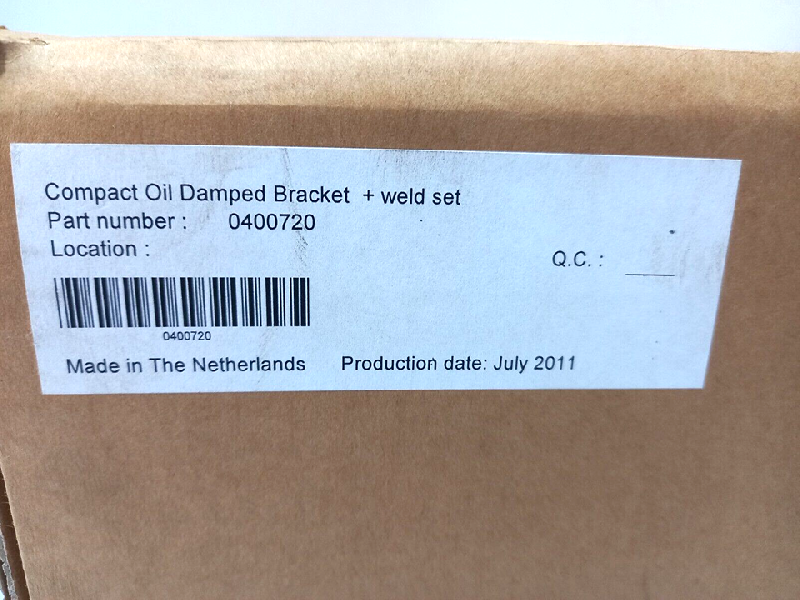 Compact Oil Damped Bracket + weld set
Part number : 0400720
Location :
Q.C. : ____
0400720
Made in The Netherlands Production date: July 2011